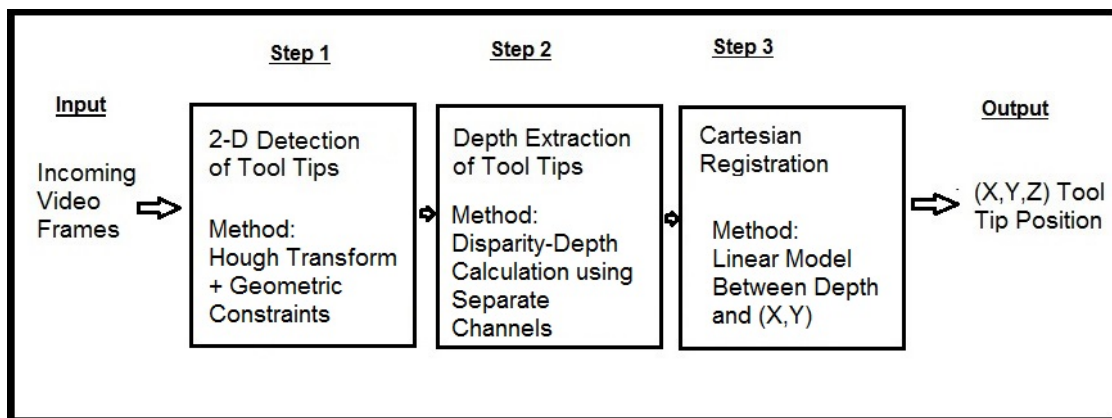 Step 1
Step 2
Step 3
Input
Output
Incoming
Video
Frames
2-D Detection
of Tool Tips
Method:
Hough Transform
+ Geometric
Constraints
Depth Extraction
of Tool Tips
Method:
Disparity-Depth
Calculation using
Separate
Channels
Cartesian
Registration
Method:
Linear Model
Between Depth
and (X,Y)
(X,Y,Z) Tool
Tip Position